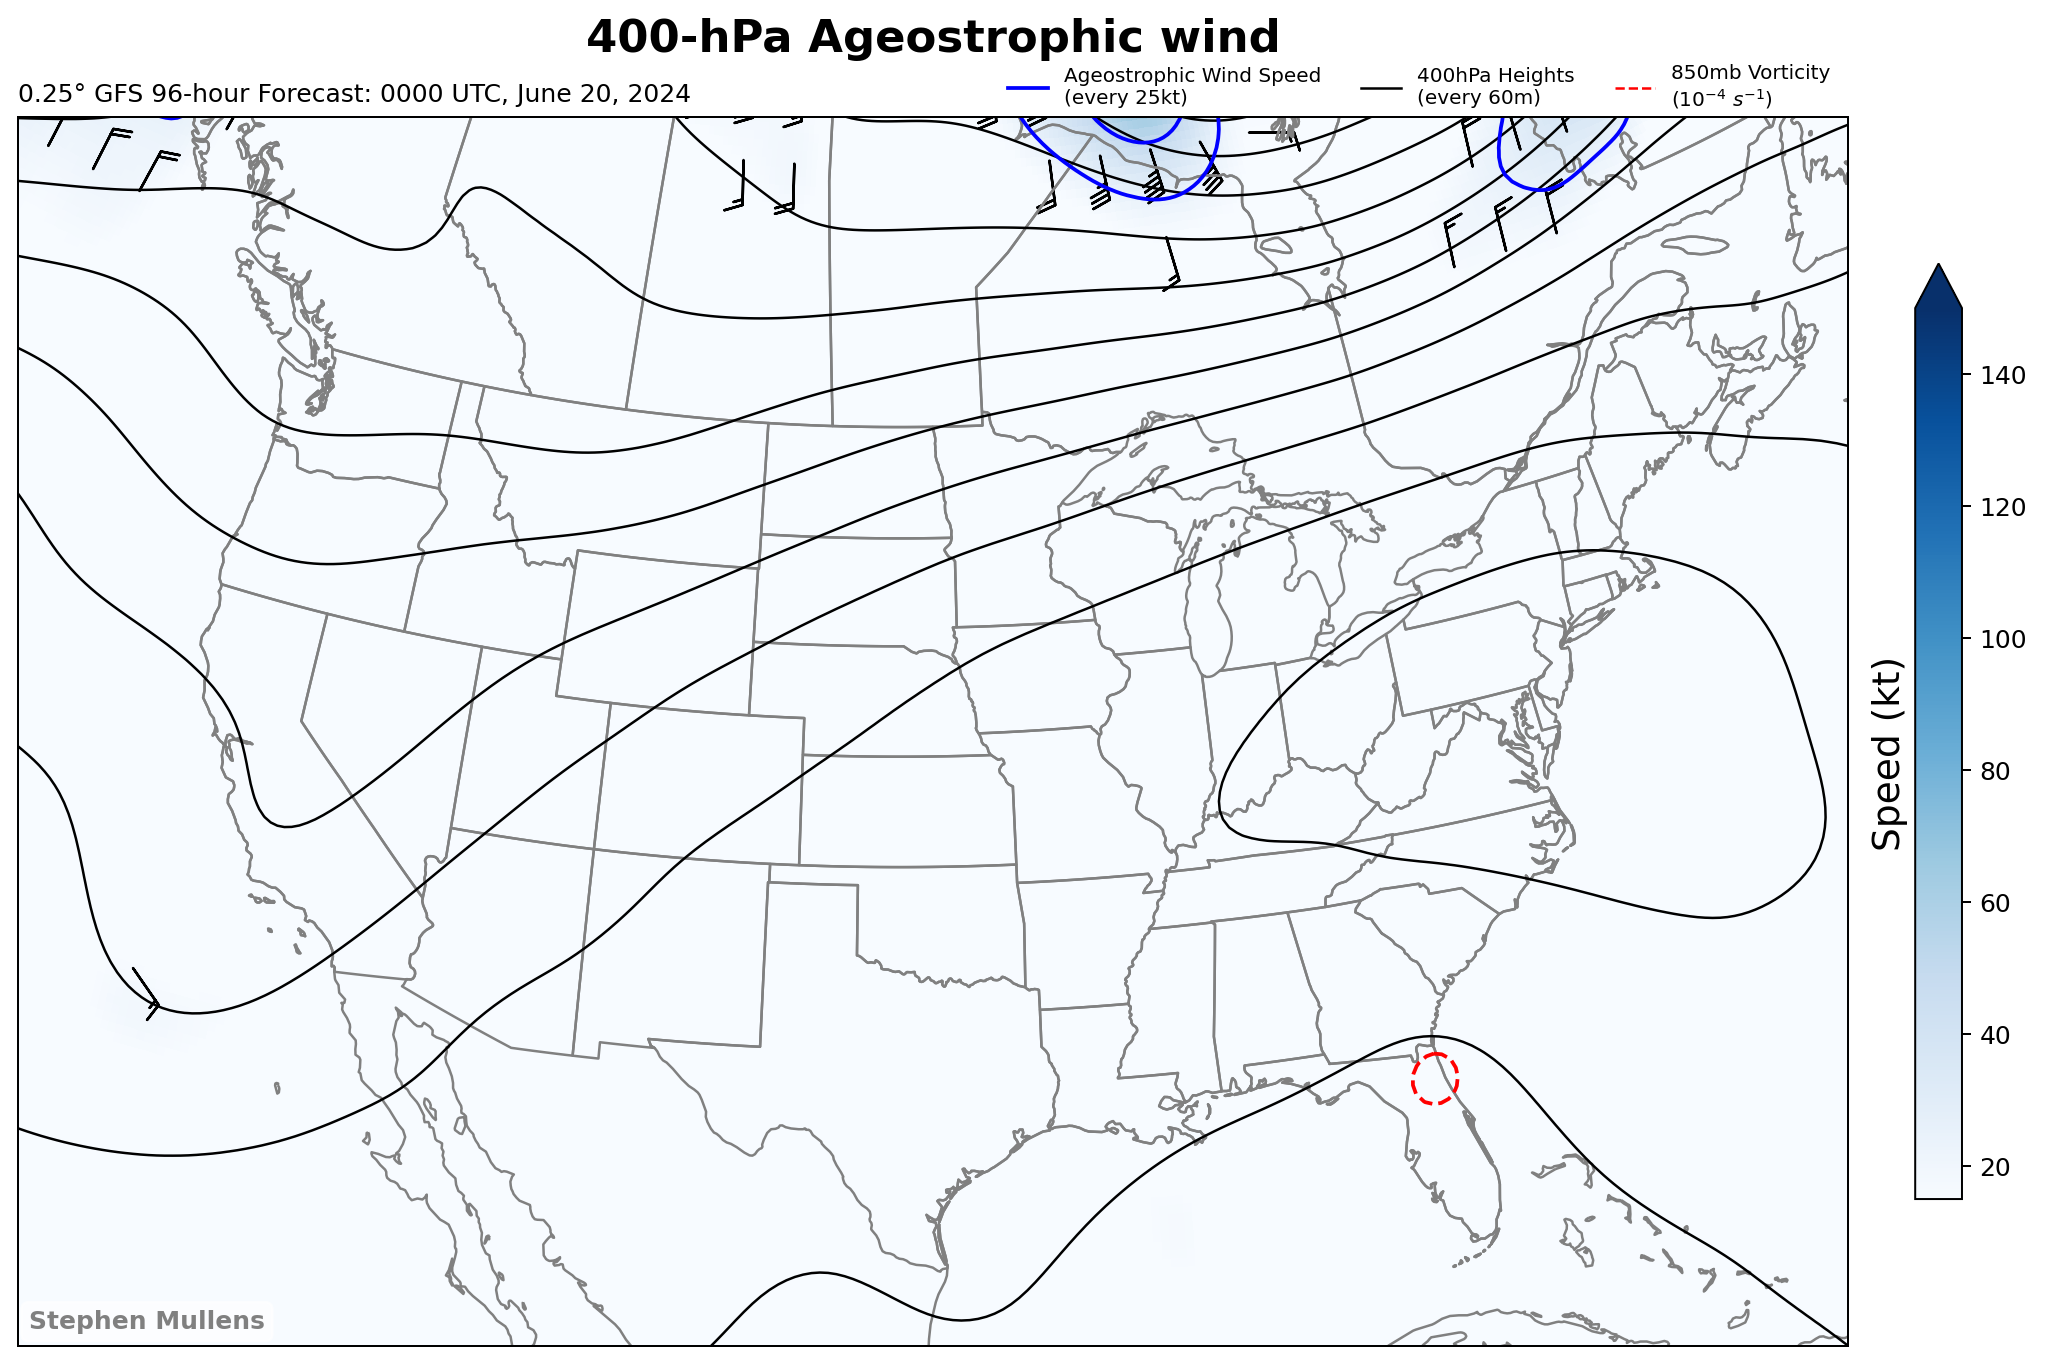 400-hPa Ageostrophic wind
0.25° GFS 96-hour Forecast: 0000 UTC, June 20, 2024
Ageostrophic Wind Speed
(every 25kt)
400hPa Heights
(every 60m)
850mb Vorticity
(10⁻⁴ s⁻¹)
140
120
100
80
60
40
20
Speed (kt)
Stephen Mullens